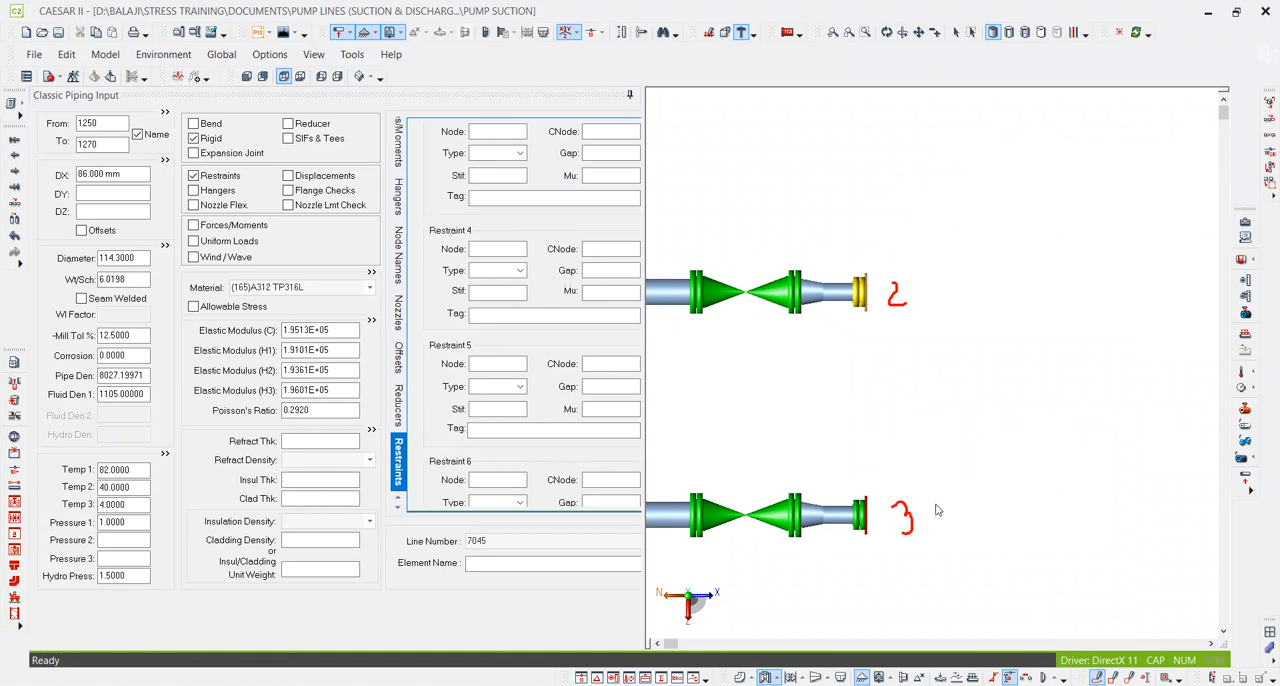 CAESAR II - [D:\BALAJI\STRESS TRAINING\DOCUMENTS\PUMP LINES (SUCTION & DISCHARG...\PUMP SUCTION]
File Edit Model Environment Global Options View Tools Help
Classic Piping Input
From: 1250
To: 1270
Name
DX: 86.000 mm
DY:
DZ:
Offsets
Diameter: 114.3000
Wt/Sch: 6.0198
Seam Welded
Wl Factor:
-Mill Tol %: 12.5000
Corrosion: 0.0000
Pipe Den: 8027.19971
Fluid Den 1: 1105.00000
Fluid Den 2:
Hydro Den:
Temp 1: 82.0000
Temp 2: 40.0000
Temp 3: 4.0000
Pressure 1: 1.0000
Pressure 2:
Pressure 3:
Hydro Press: 1.5000
Bend Reducer
Rigid SIFs & Tees
Expansion Joint
Restraints Displacements
Hangers Flange Checks
Nozzle Flex. Nozzle Lmt Check
Forces/Moments
Uniform Loads
Wind / Wave
Material: (165)A312 TP316L
Allowable Stress
Elastic Modulus (C): 1.9513E+05
Elastic Modulus (H1): 1.9101E+05
Elastic Modulus (H2): 1.9361E+05
Elastic Modulus (H3): 1.9601E+05
Poisson's Ratio: 0.2920
Refract Thk:
Refract Density:
Insul Thk:
Clad Thk:
Insulation Density:
Cladding Density:
or
Insul/Cladding
Unit Weight:
s/Moments
Hangers
Node Names
Nozzles
Offsets
Reducers
Restraints
Node: CNode:
Type: Gap:
Stif: Mu:
Tag:
Restraint 4
Node: CNode:
Type: Gap:
Stif: Mu:
Tag:
Restraint 5
Node: CNode:
Type: Gap:
Stif: Mu:
Tag:
Restraint 6
Node: CNode:
Type: Gap:
Line Number: 7045
Element Name:
2
3
N X
Z
Ready
Driver: DirectX 11 CAP NUM